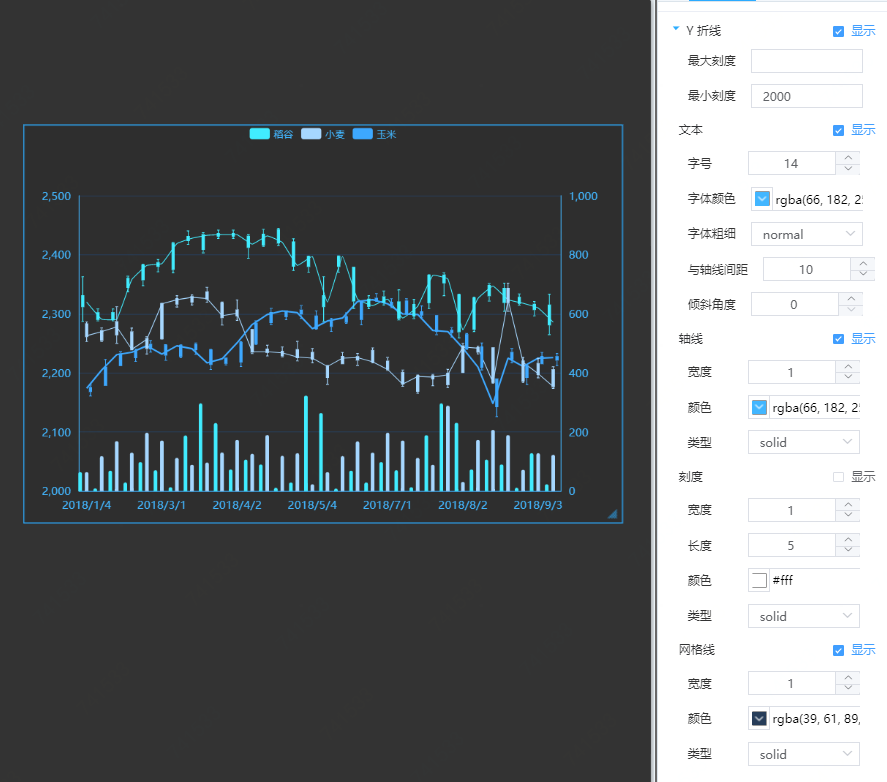 稻谷 小麦 玉米
2,500 1,000
2,400 800
2,300 600
2,200 400
2,100 200
2,000 0
2018/1/4 2018/3/1 2018/4/2 2018/5/4 2018/7/1 2018/8/2 2018/9/3
Y 折线 显示
最大刻度
最小刻度 2000
文本 显示
字号 14
字体颜色 rgba(66, 182, 25
字体粗细 normal
与轴线间距 10
倾斜角度 0
轴线 显示
宽度 1
颜色 rgba(66, 182, 25
类型 solid
刻度 显示
宽度 1
长度 5
颜色 #fff
类型 solid
网格线 显示
宽度 1
颜色 rgba(39, 61, 89,
类型 solid